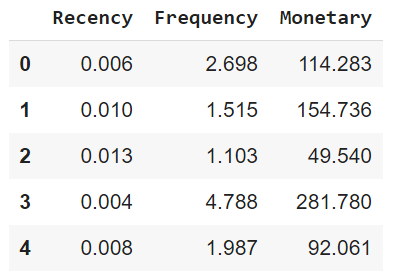 Recency Frequency Monetary
0 0.006 2.698 114.283
1 0.010 1.515 154.736
2 0.013 1.103 49.540
3 0.004 4.788 281.780
4 0.008 1.987 92.061